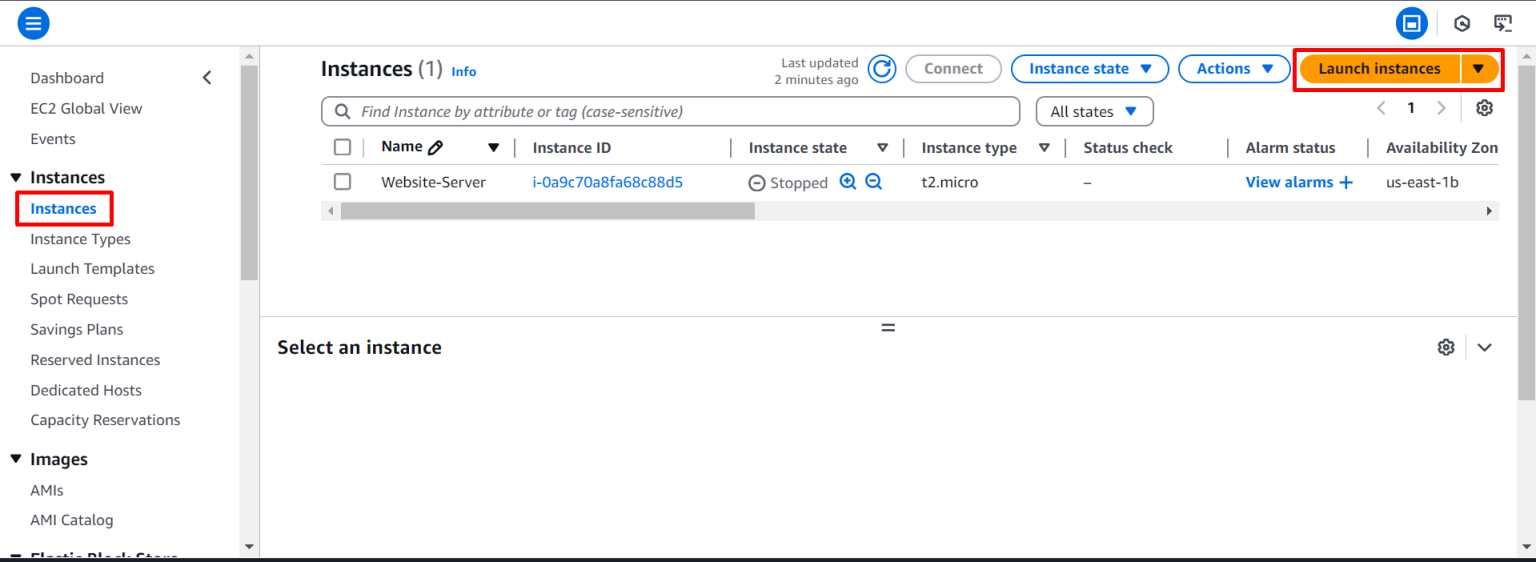 Dashboard
EC2 Global View
Events
Instances
Instances
Instance Types
Launch Templates
Spot Requests
Savings Plans
Reserved Instances
Dedicated Hosts
Capacity Reservations
Images
AMIs
AMI Catalog
Elastic Block Store
Instances (1) Info
Last updated
2 minutes ago
Connect
Instance state
Actions
Launch instances
Find Instance by attribute or tag (case-sensitive)
All states
1
Name Instance ID Instance state Instance type Status check Alarm status Availability Zon
Website-Server i-0a9c70a8fa68c88d5 Stopped t2.micro – View alarms + us-east-1b
Select an instance